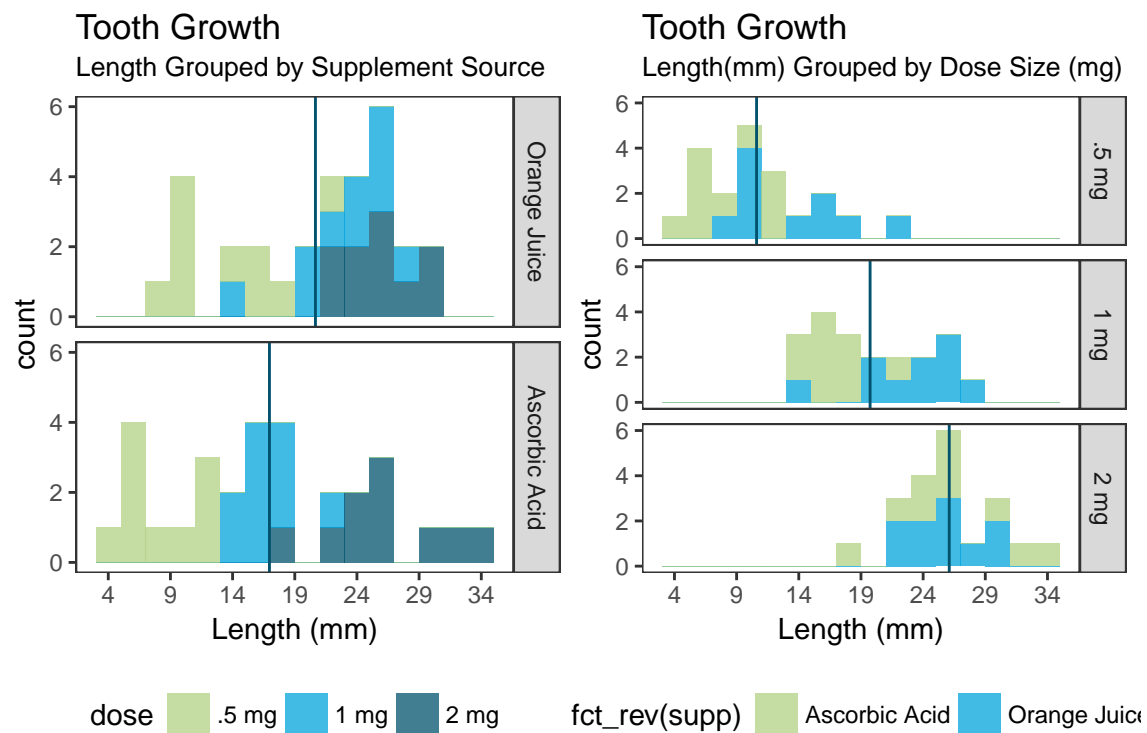 Tooth Growth
Length Grouped by Supplement Source
count
6
4
2
0
Orange Juice
6
4
2
0
Ascorbic Acid
4 9 14 19 24 29 34
Length (mm)
dose .5 mg 1 mg 2 mg
Tooth Growth
Length(mm) Grouped by Dose Size (mg)
count
6
4
2
0
.5 mg
6
4
2
0
1 mg
6
4
2
0
2 mg
4 9 14 19 24 29 34
Length (mm)
fct_rev(supp) Ascorbic Acid Orange Juice